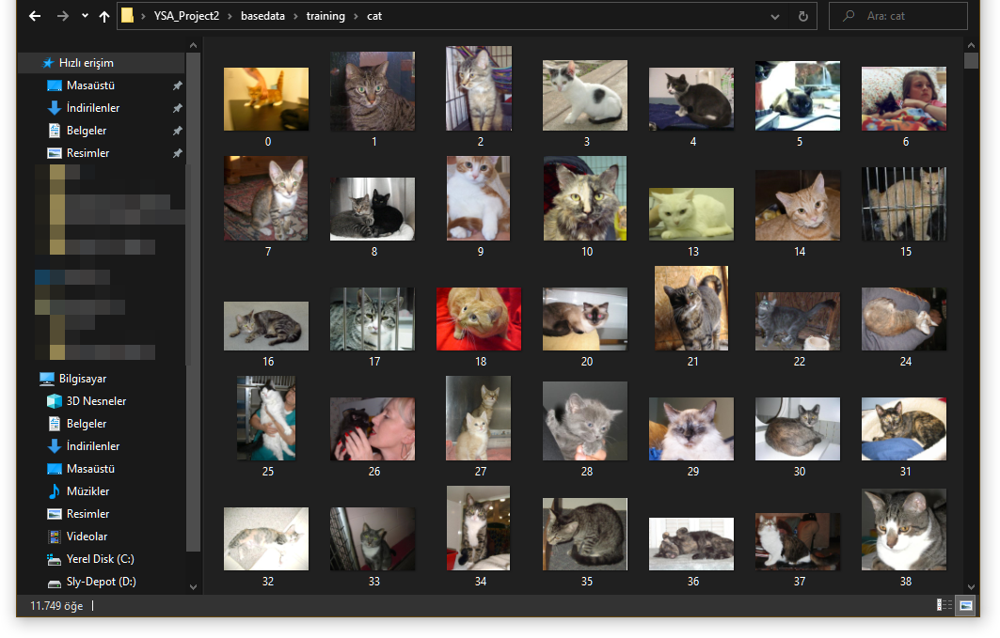 YSA_Project2 > basedata > training > cat
Ara: cat
Hızlı erişim
Masaüstü
İndirilenler
Belgeler
Resimler
Bilgisayar
3D Nesneler
Belgeler
İndirilenler
Masaüstü
Müzikler
Resimler
Videolar
Yerel Disk (C:)
Sly-Depot (D:)
0 1 2 3 4 5 6
7 8 9 10 13 14 15
16 17 18 20 21 22 24
25 26 27 28 29 30 31
32 33 34 35 36 37 38
11.749 öğe